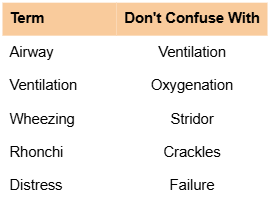 Term Don't Confuse With
Airway Ventilation
Ventilation Oxygenation
Wheezing Stridor
Rhonchi Crackles
Distress Failure